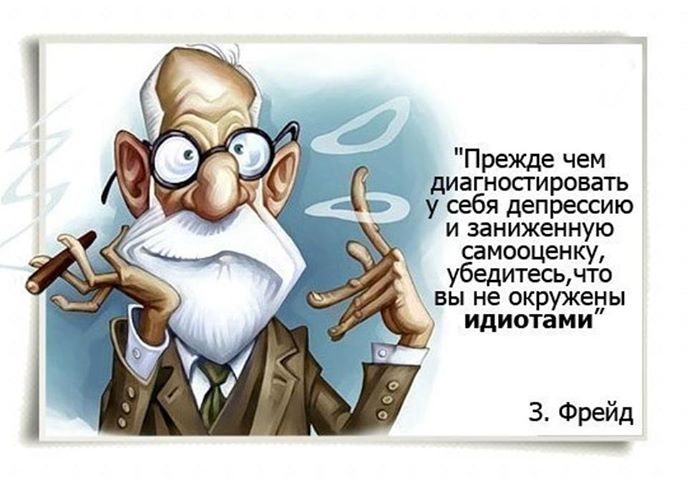 "Прежде чем
диагностировать
у себя депрессию
и заниженную
самооценку,
убедитесь,что
вы не окружены
идиотами"
З. Фрейд